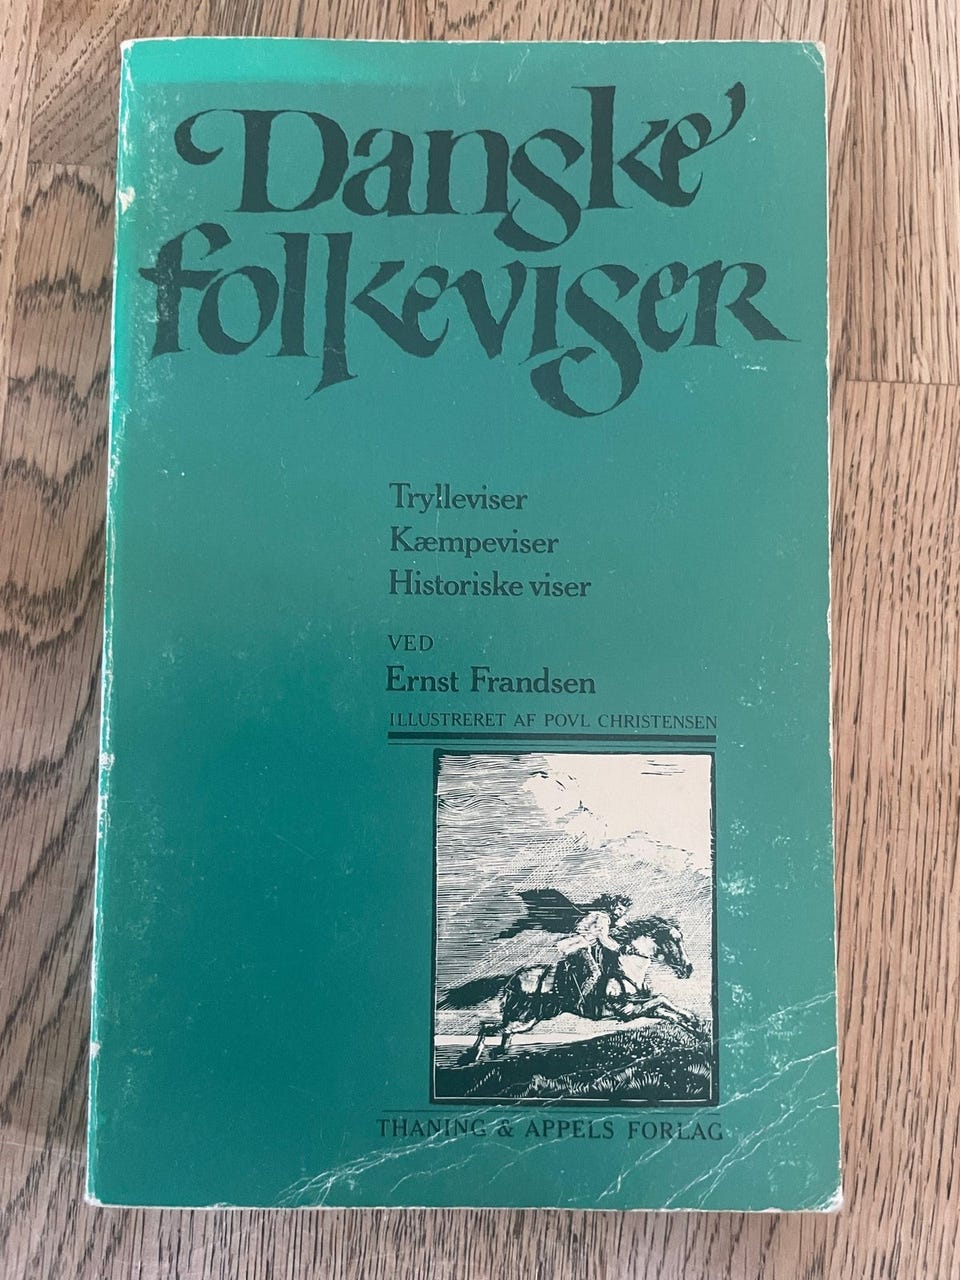 Danske
folkeviser
Trylleviser
Kæmpeviser
Historiske viser
VED
Ernst Frandsen
ILLUSTRERET AF POVL CHRISTENSEN
THANING & APPELS FORLAG